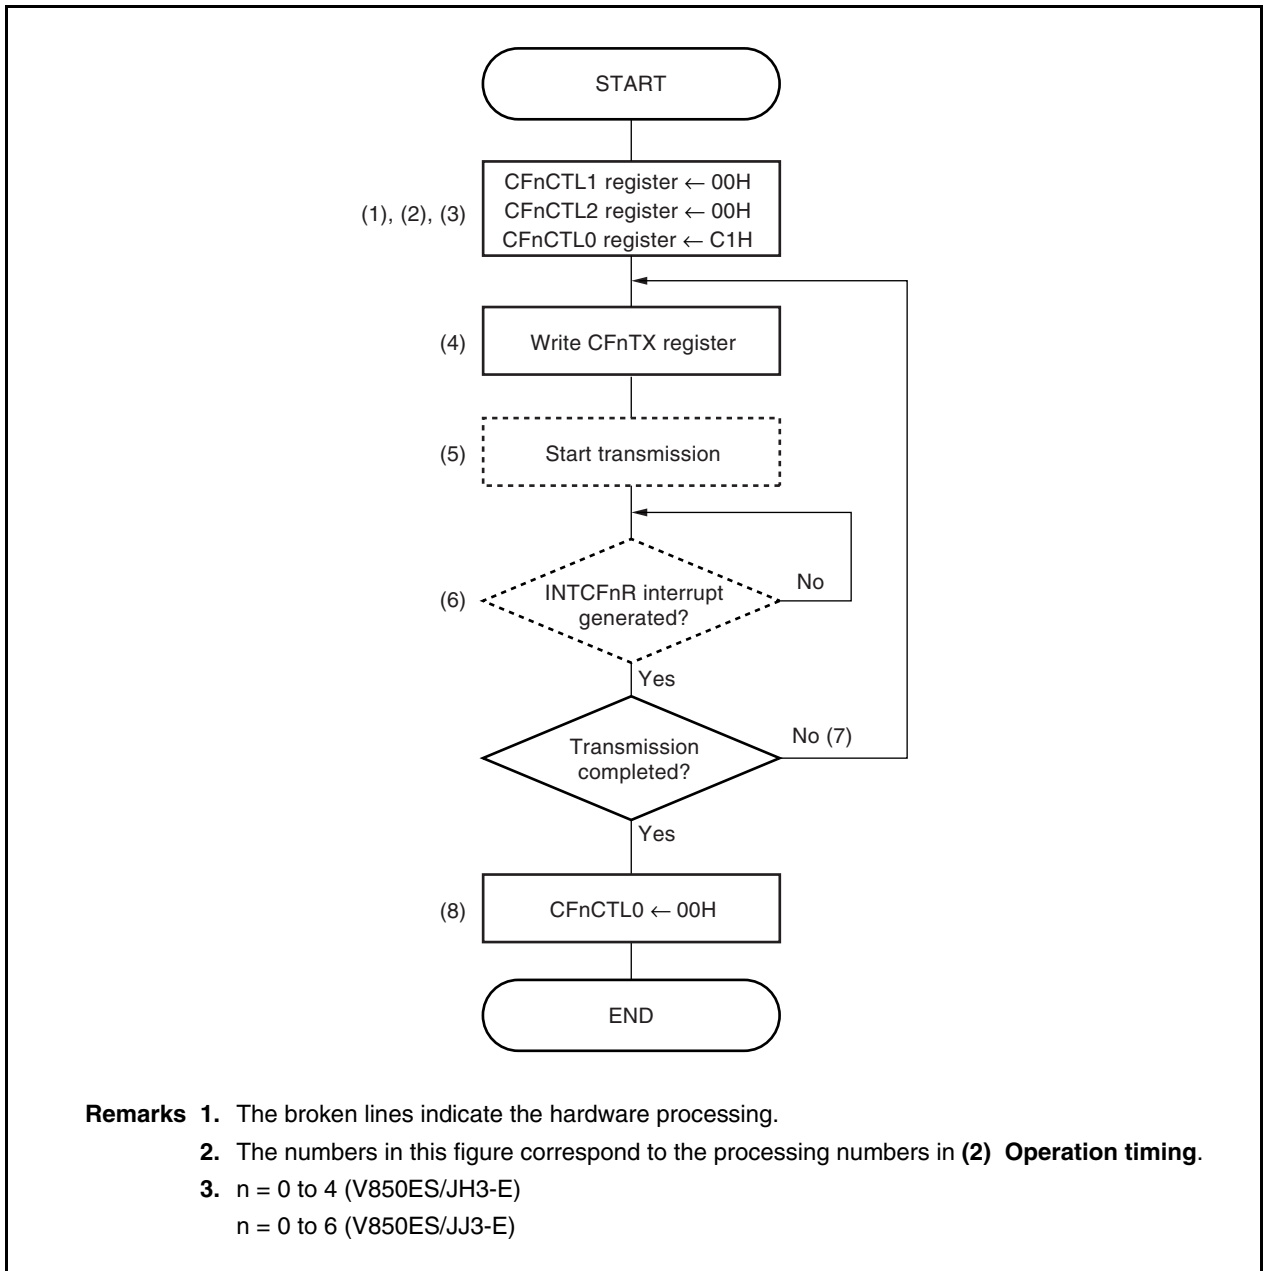 START
(1), (2), (3)
CFnCTL1 register ← 00H
CFnCTL2 register ← 00H
CFnCTL0 register ← C1H
(4)
Write CFnTX register
(5)
Start transmission
(6)
INTCFnR interrupt
generated?
No
Yes
Transmission
completed?
No (7)
Yes
(8)
CFnCTL0 ← 00H
END
Remarks 1. The broken lines indicate the hardware processing.
2. The numbers in this figure correspond to the processing numbers in (2) Operation timing.
3. n = 0 to 4 (V850ES/JH3-E)
n = 0 to 6 (V850ES/JJ3-E)